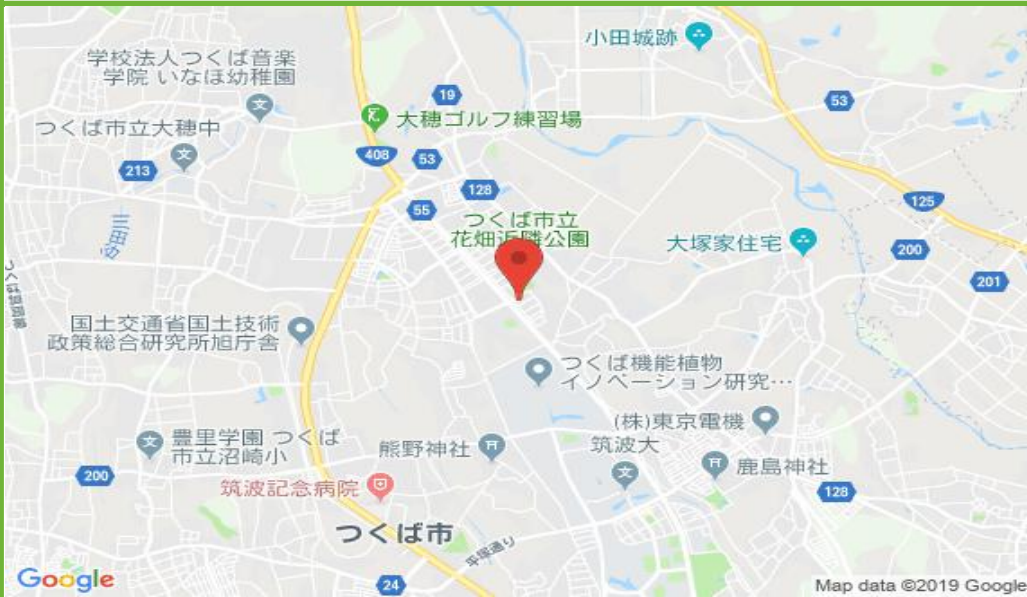 小田城跡
学校法人つくば音楽
学院 いなほ幼稚園
19
53
大穂ゴルフ練習場
つくば市立大穂中
408
53
213
128
125
55
つくば市立
花畑近隣公園
大塚家住宅
200
201
国土交通省国土技術
政策総合研究所旭庁舎
つくば機能植物
イノベーション研究…
(株)東京電機
豊里学園 つくば
市立沼崎小
熊野神社
筑波大
鹿島神社
200
筑波記念病院
128
つくば市
平塚通り
24
Google
Map data ©2019 Google